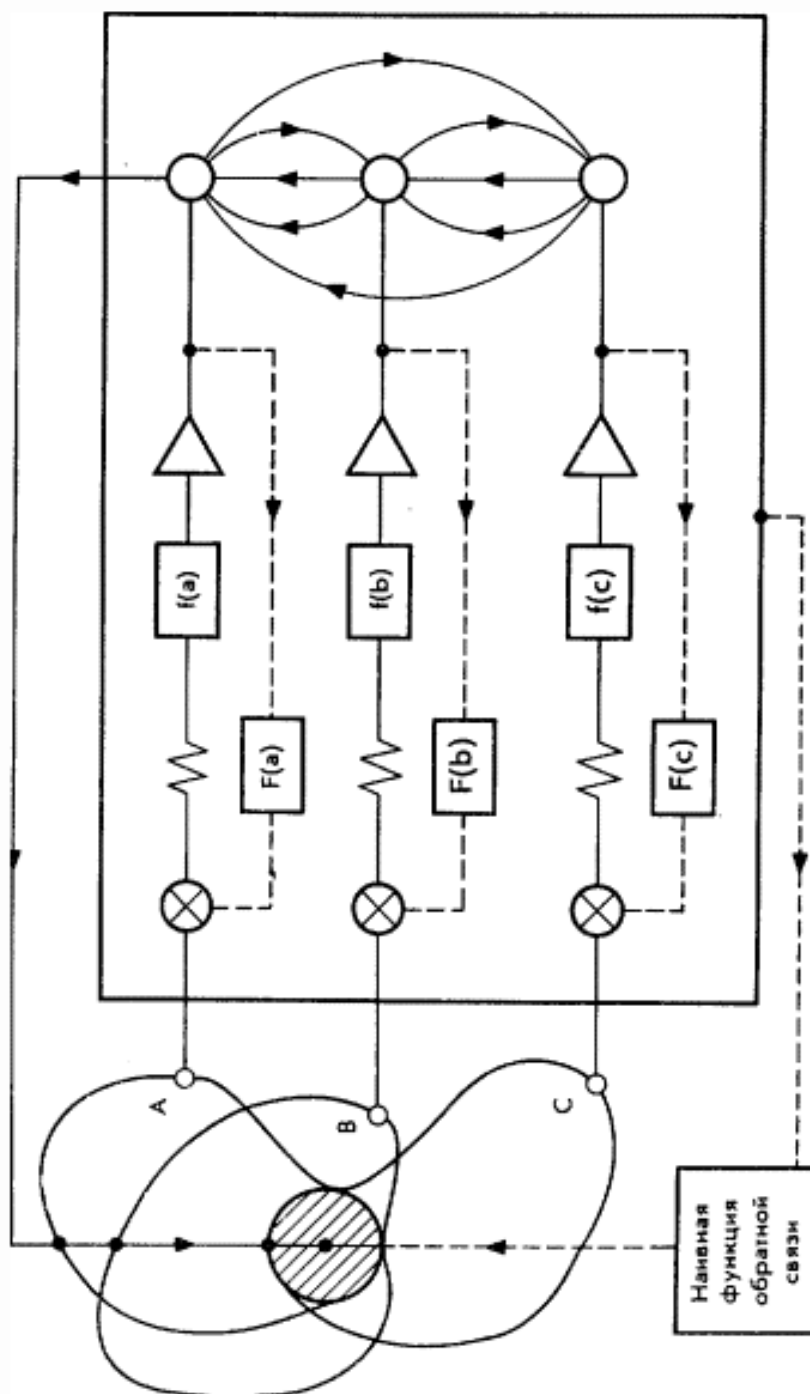 f(a)
f(b)
f(c)
F(a)
F(b)
F(c)
A
B
C
Наивная
функция
обратной
связи